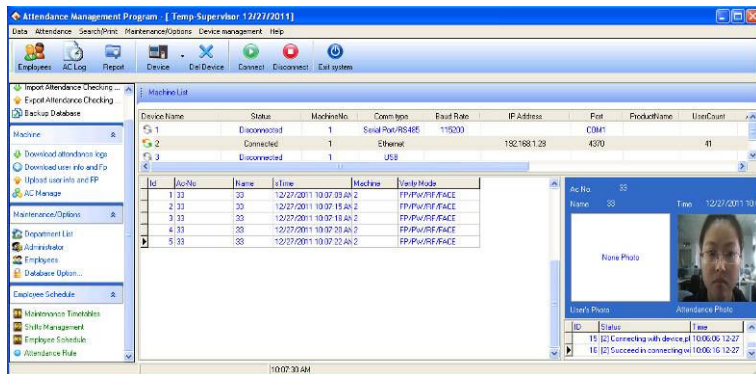 Attendance Management Program - [ Temp-Supervisor 12/27/2011]
Data Attendance Search/Print Maintenance/Options Device management Help
Employees AC Log Report Device Del Device Connect Disconnect Exit system
Import Attendance Checking ...
Export Attendance Checking ...
Backup Database
Machine
Download attendance logs
Download user info and Fp
Upload user info and FP
AC Manage
Maintenance/Options
Department List
Administrator
Employees
Database Option...
Employee Schedule
Maintenance Timetables
Shifts Management
Employee Schedule
Attendance Rule
Machine List
Device Name Status MachineNo. Comm type Baud Rate IP Address Port ProductName UserCount
1 Disconnected 1 Serial Port/RS485 115200 COM1
2 Connected 1 Ethernet 192.168.1.28 4370 41
3 Disconnected 1 USB
Id Ac-No Name sTime Machine Verify Mode
1 33 33 12/27/2011 10:07:09 AM 2 FP/PW/RF/FACE
2 33 33 12/27/2011 10:07:15 AM 2 FP/PW/RF/FACE
3 33 33 12/27/2011 10:07:18 AM 2 FP/PW/RF/FACE
4 33 33 12/27/2011 10:07:20 AM 2 FP/PW/RF/FACE
5 33 33 12/27/2011 10:07:22 AM 2 FP/PW/RF/FACE
Ac No. 33
Name 33 Time 12/27/2011 10:
None Photo
User's Photo Attendance Photo
ID Status Time
15 [2] Connecting with device,pl 10:06:06 12-27
16 [2] Succeed in connecting wi 10:06:16 12-27
10:07:30 AM